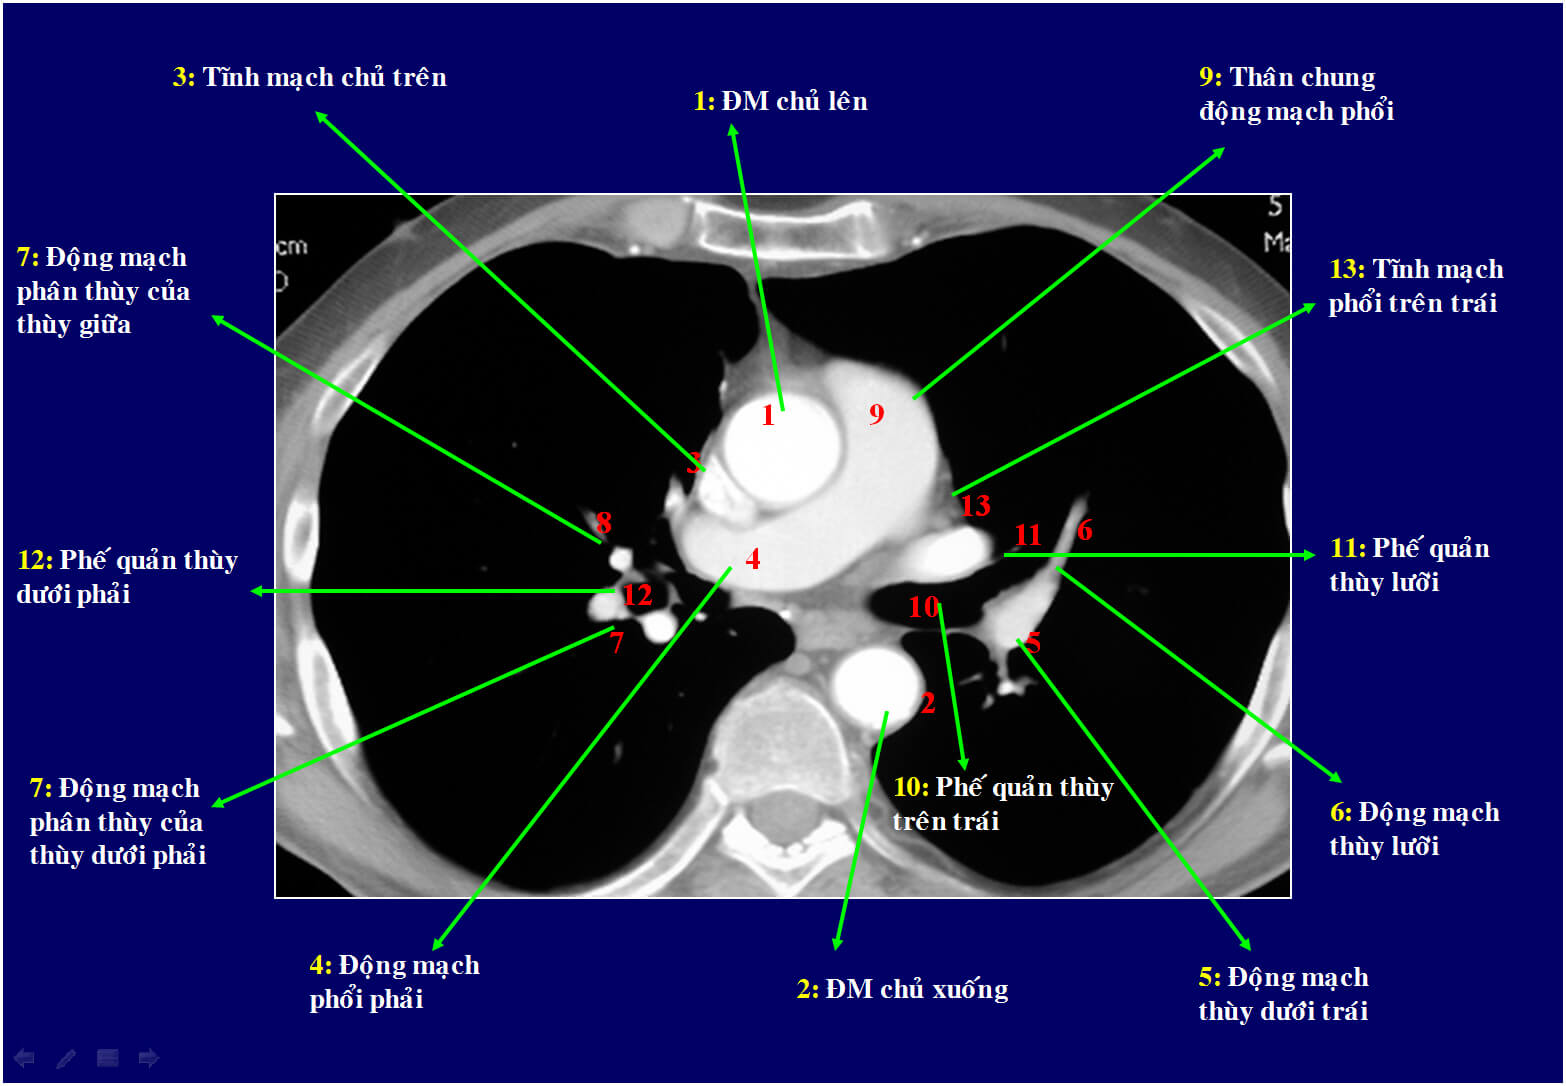 3: Tĩnh mạch chủ trên
1: ĐM chủ lên
9: Thân chung
động mạch phổi
7: Động mạch
phân thùy của
thùy giữa
13: Tĩnh mạch
phổi trên trái
12: Phế quản thùy
dưới phải
11: Phế quản
thùy lưỡi
7: Động mạch
phân thùy của
thùy dưới phải
10: Phế quản thùy
trên trái
6: Động mạch
thùy lưỡi
4: Động mạch
phổi phải
2: ĐM chủ xuống
5: Động mạch
thùy dưới trái
cm
5
Ma
1
9
3
13
8
11
6
4
12
10
7
5
2